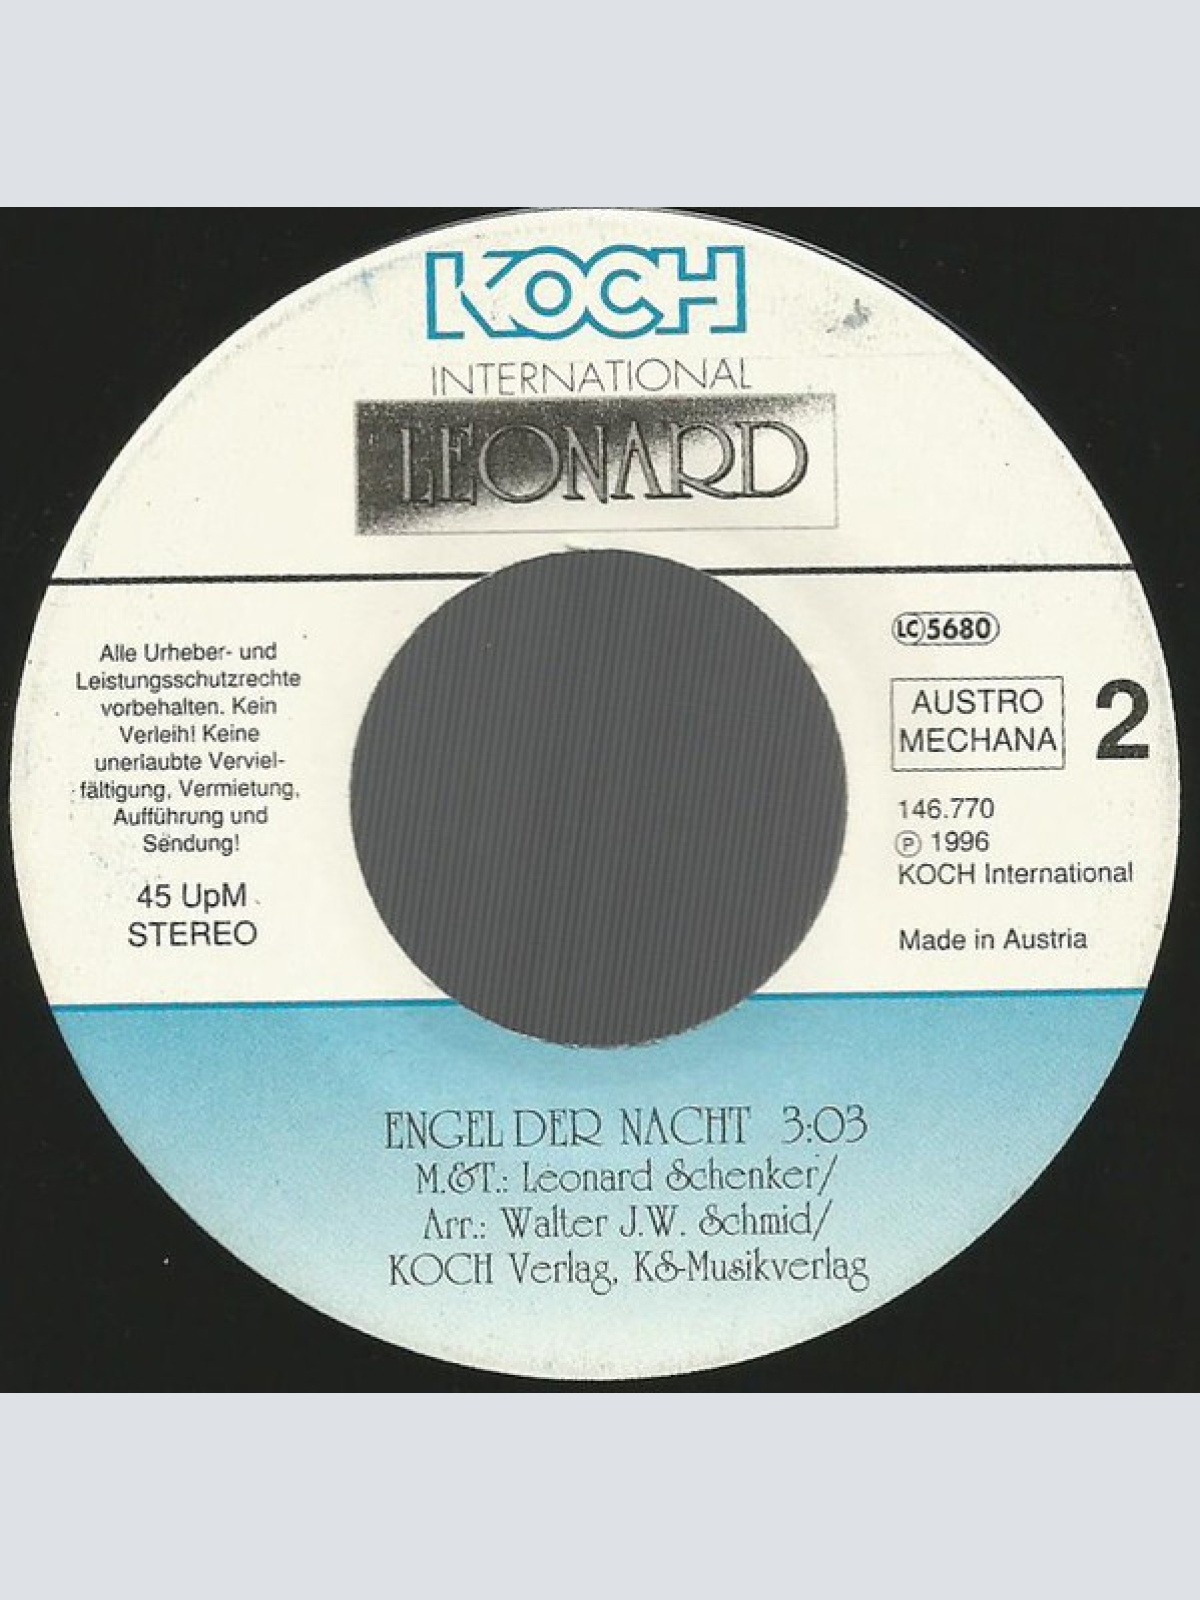 KOCH
INTERNATIONAL
LEONARD
Alle Urheber- und
Leistungsschutzrechte
vorbehalten. Kein
Verleih! Keine
unerlaubte Verviel-
fältigung, Vermietung,
Aufführung und
Sendung!
45 UpM
STEREO
LC 5680
AUSTRO
MECHANA
2
146.770
Ⓟ 1996
KOCH International
Made in Austria
ENGEL DER NACHT 3:03
M.&T.: Leonard Schenker/
Arr.: Walter J.W. Schmid/
KOCH Verlag, KS-Musikverlag